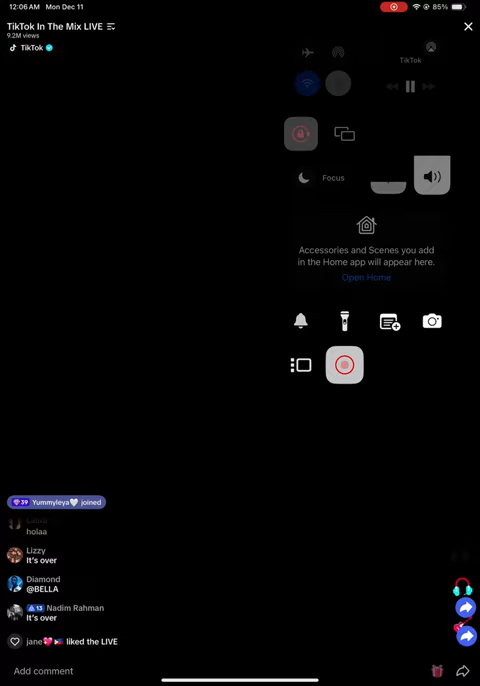 12:06 AM Mon Dec 11
85%
TikTok In The Mix LIVE
9.2M views
TikTok
TikTok
Focus
Accessories and Scenes you add
in the Home app will appear here.
Open Home
39 Yummyleya🤍 joined
Laura
holaa
Lizzy
It's over
Diamond
@BELLA
13 Nadim Rahman
It's over
jane💖🇵🇭 liked the LIVE
Add comment